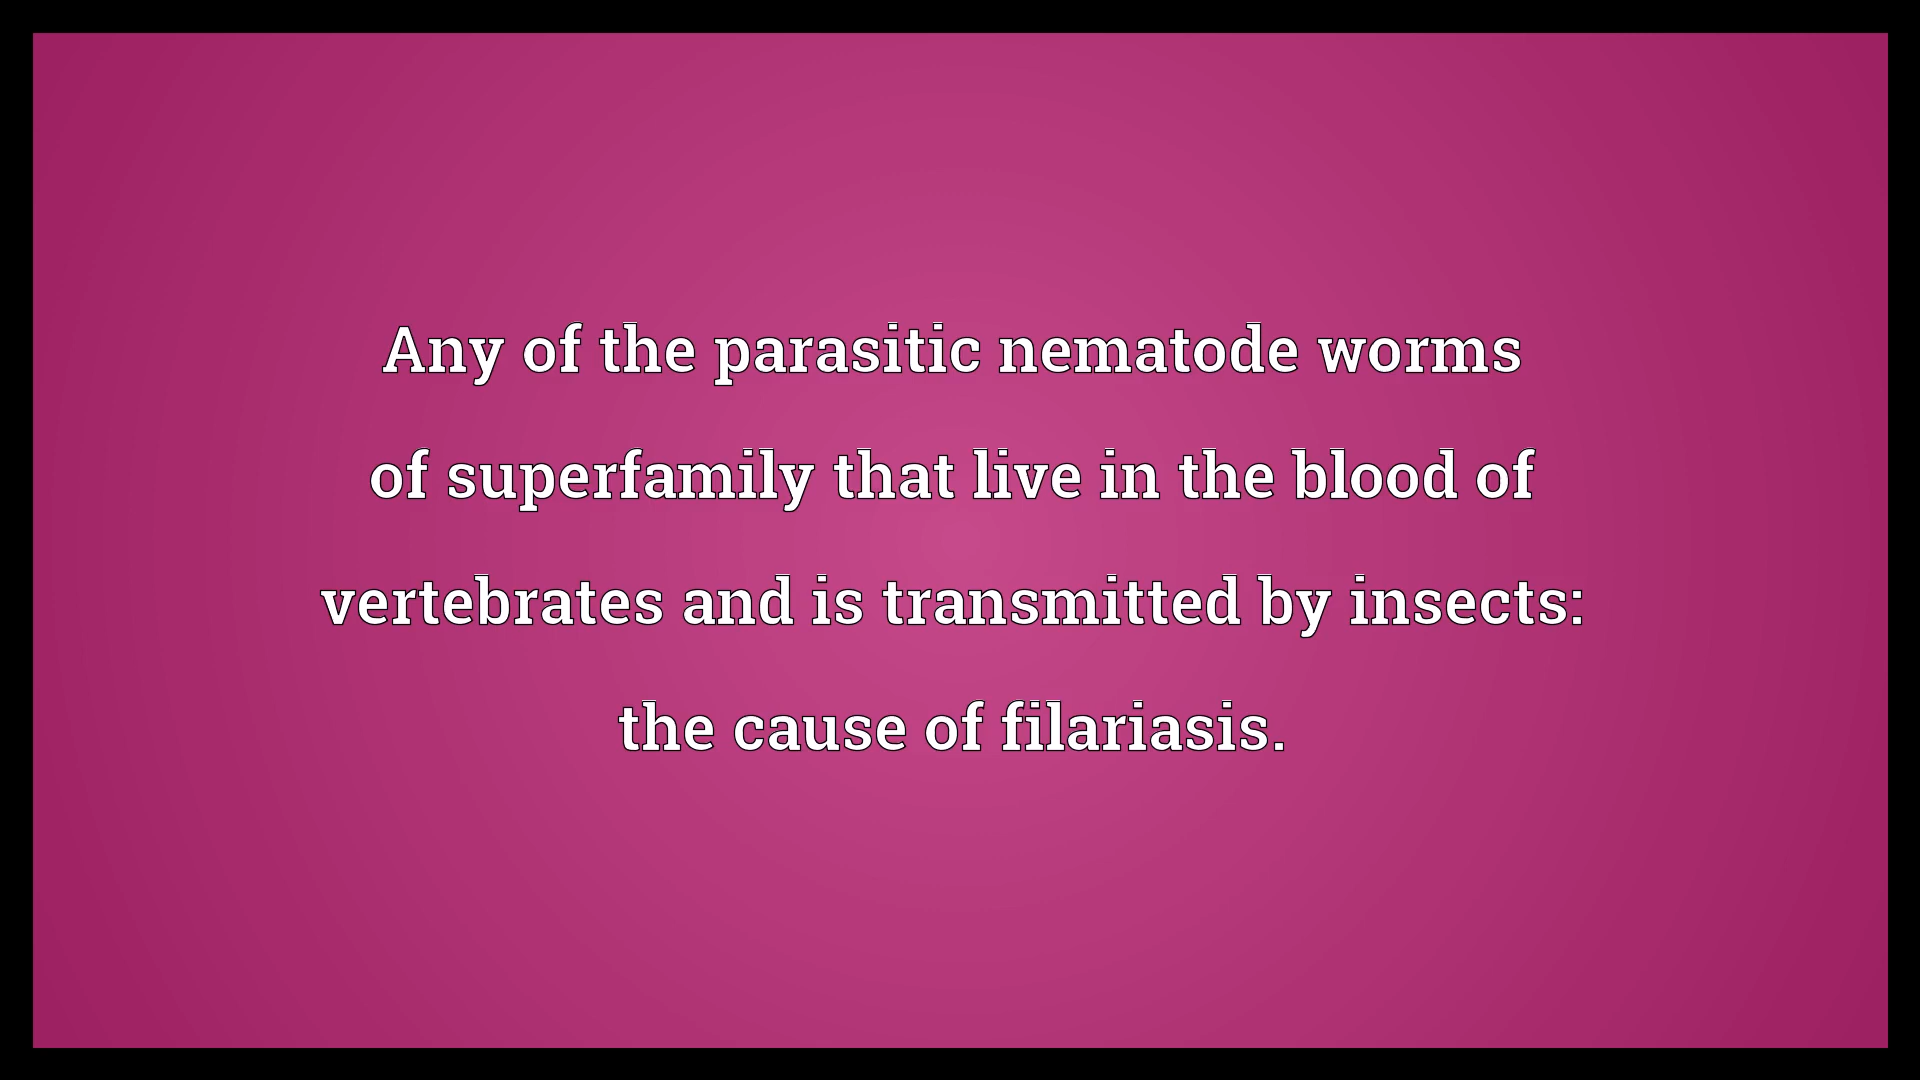 Any of the parasitic nematode worms
of superfamily that live in the blood of
vertebrates and is transmitted by insects:
the cause of filariasis.